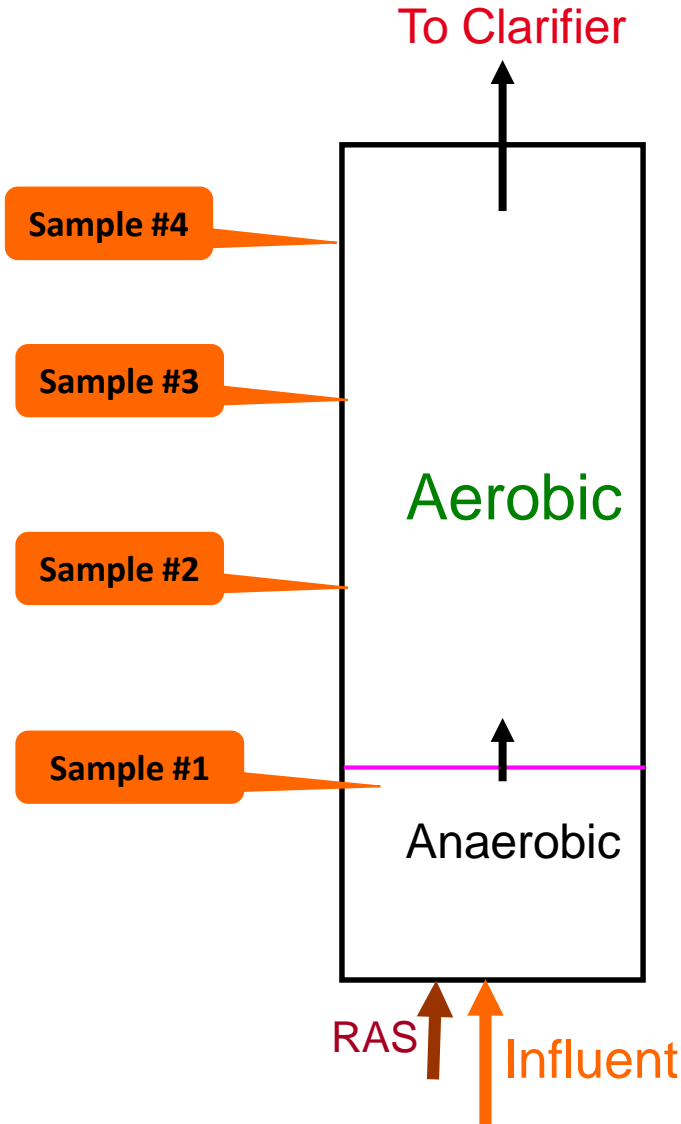 To Clarifier
Sample #4
Sample #3
Aerobic
Sample #2
Sample #1
Anaerobic
RAS
Influent